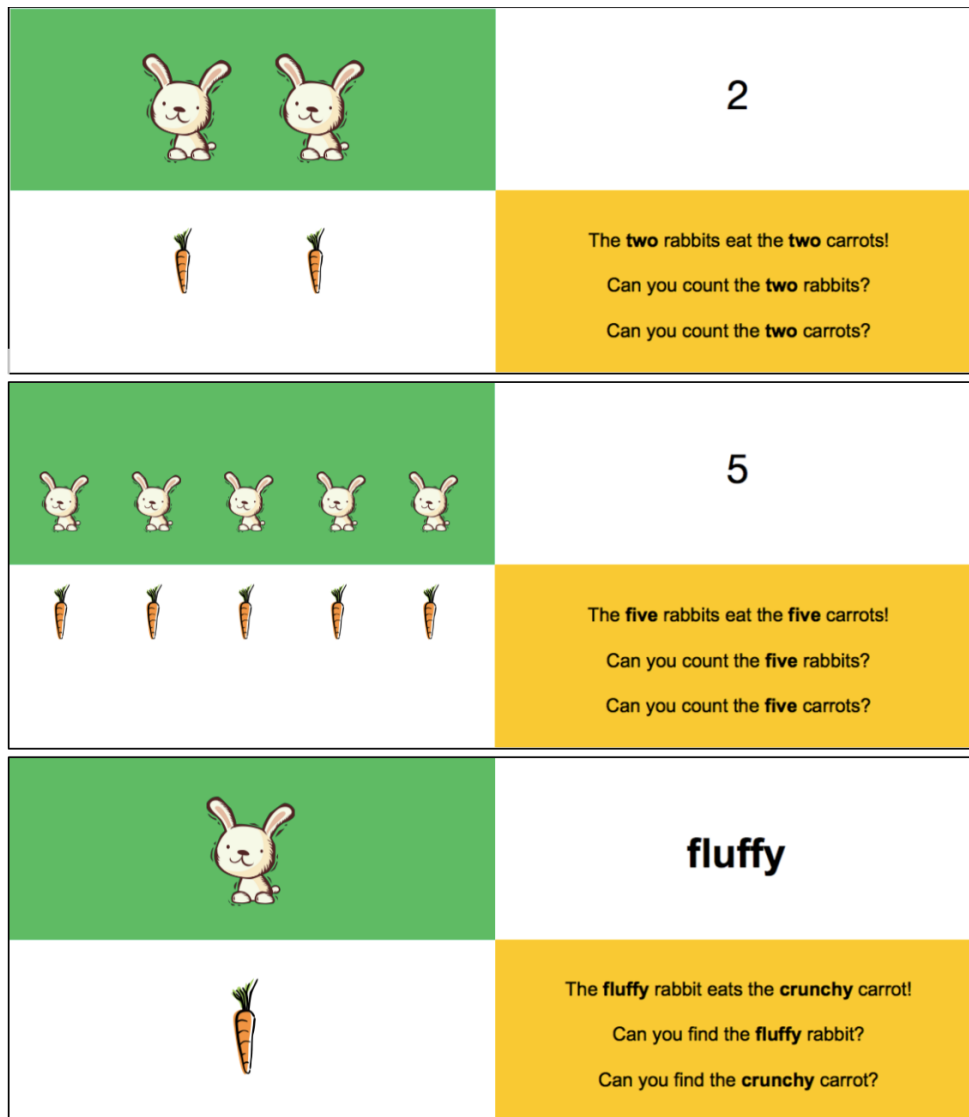 2
The two rabbits eat the two carrots!
Can you count the two rabbits?
Can you count the two carrots?
5
The five rabbits eat the five carrots!
Can you count the five rabbits?
Can you count the five carrots?
fluffy
The fluffy rabbit eats the crunchy carrot!
Can you find the fluffy rabbit?
Can you find the crunchy carrot?